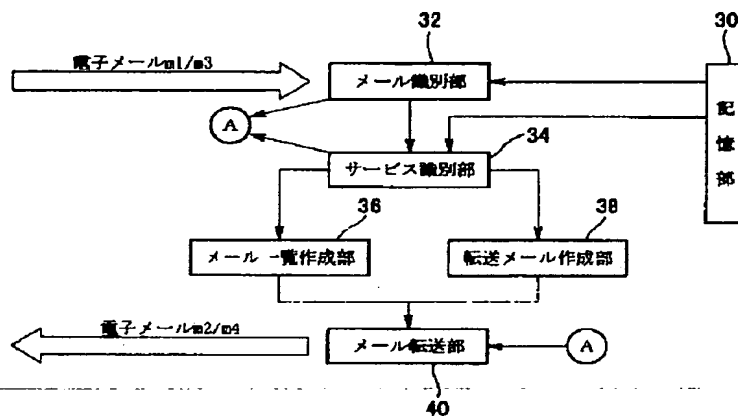 32
30
電子メールm1/m3
メール識別部
記憶部
A
34
サービス識別部
36
38
メール一覧作成部
転送メール作成部
電子メールm2/m4
メール転送部
A
40